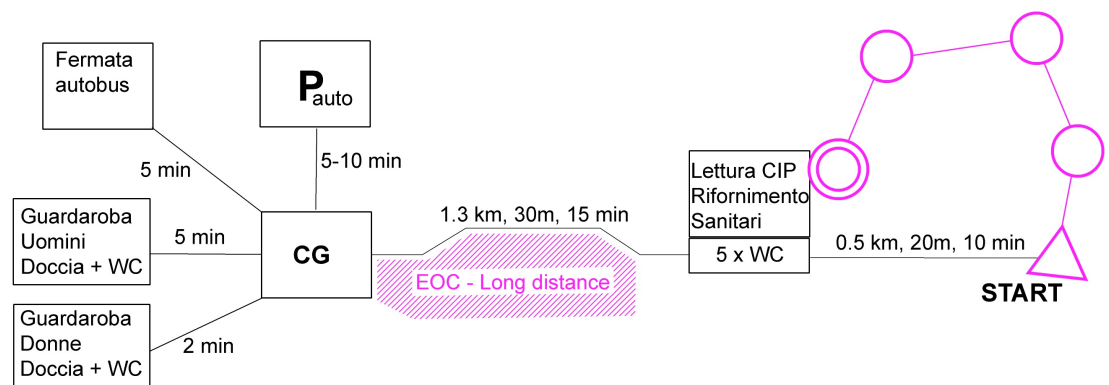 Fermata
autobus
P auto
5 min
5-10 min
Guardaroba
Uomini
Doccia + WC
5 min
CG
Guardaroba
Donne
Doccia + WC
2 min
1.3 km, 30m, 15 min
EOC - Long distance
Lettura CIP
Rifornimento
Sanitari
5 x WC
0.5 km, 20m, 10 min
START